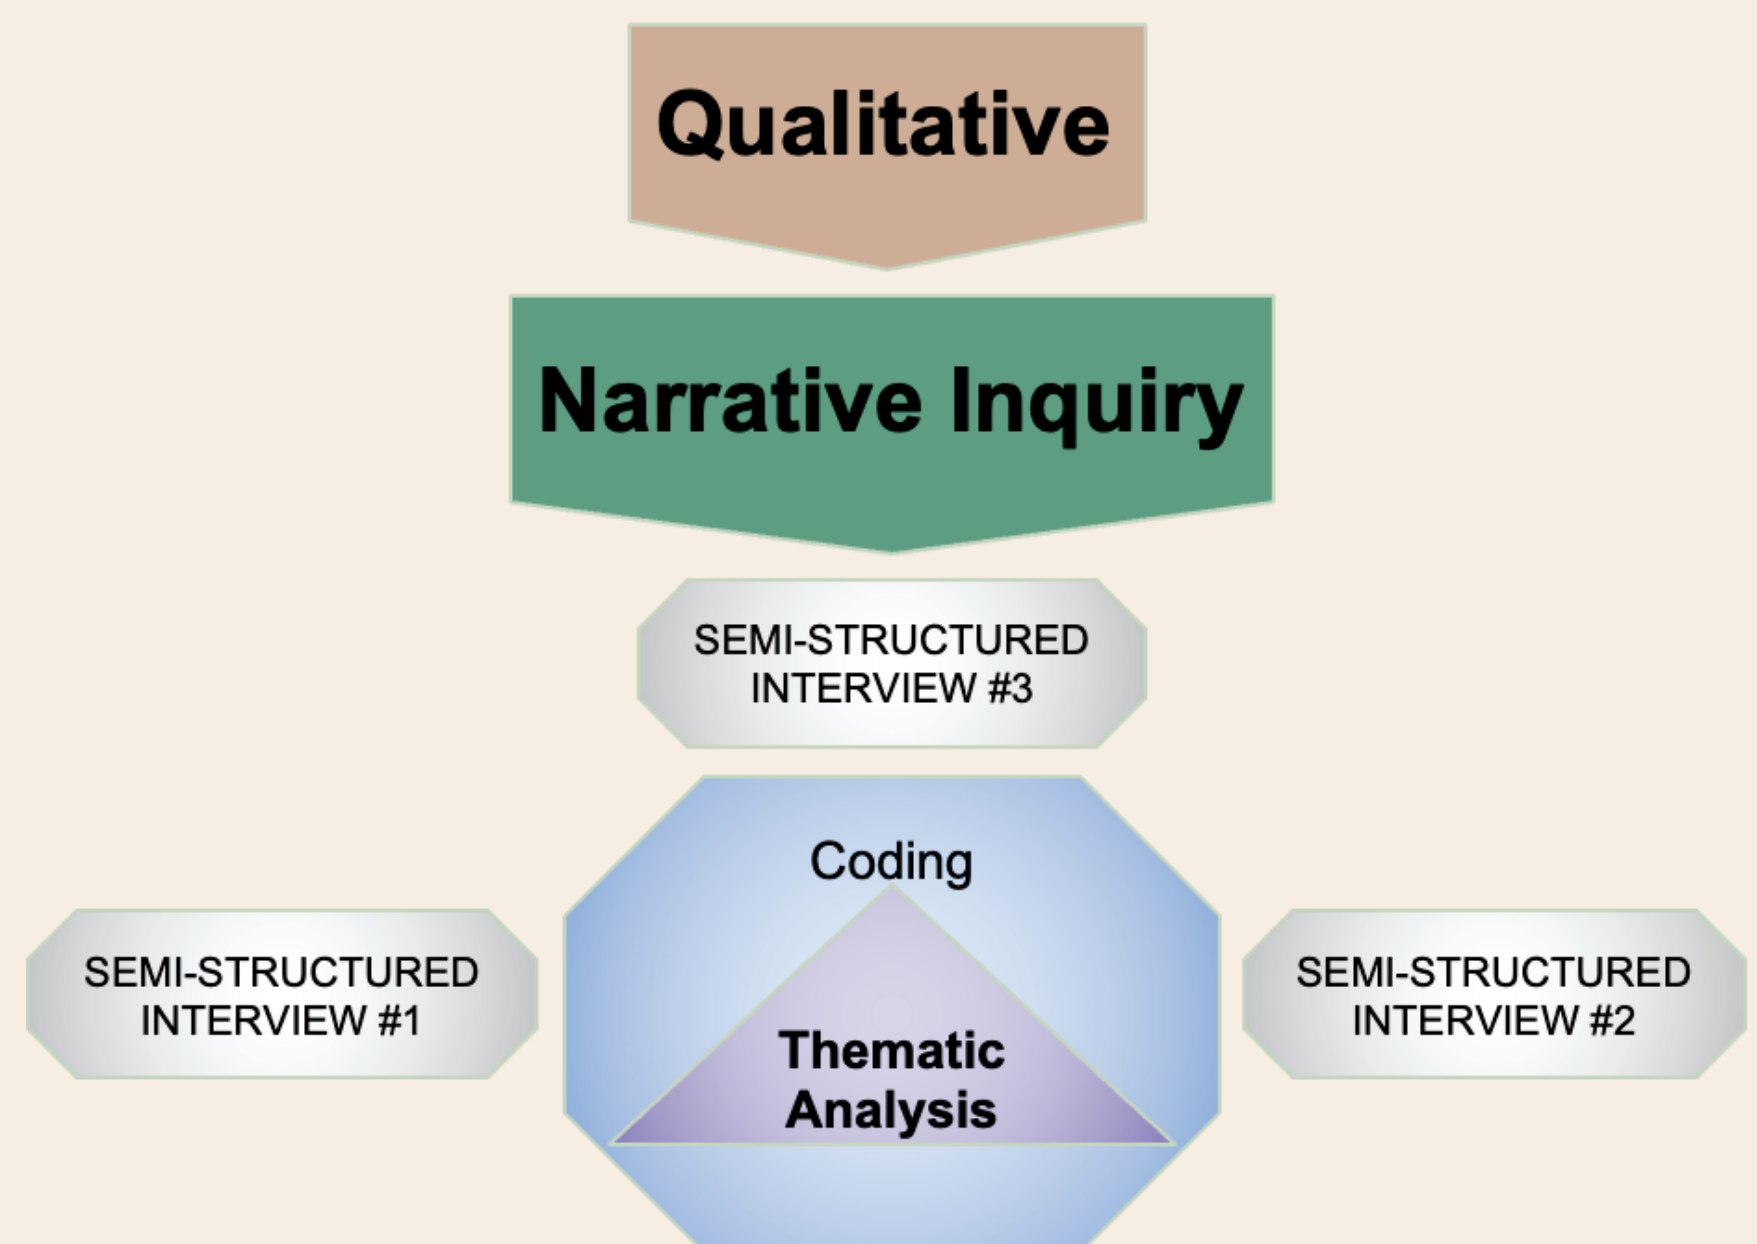 Qualitative
Narrative Inquiry
SEMI-STRUCTURED
INTERVIEW #3
Coding
SEMI-STRUCTURED
INTERVIEW #1
Thematic
Analysis
SEMI-STRUCTURED
INTERVIEW #2